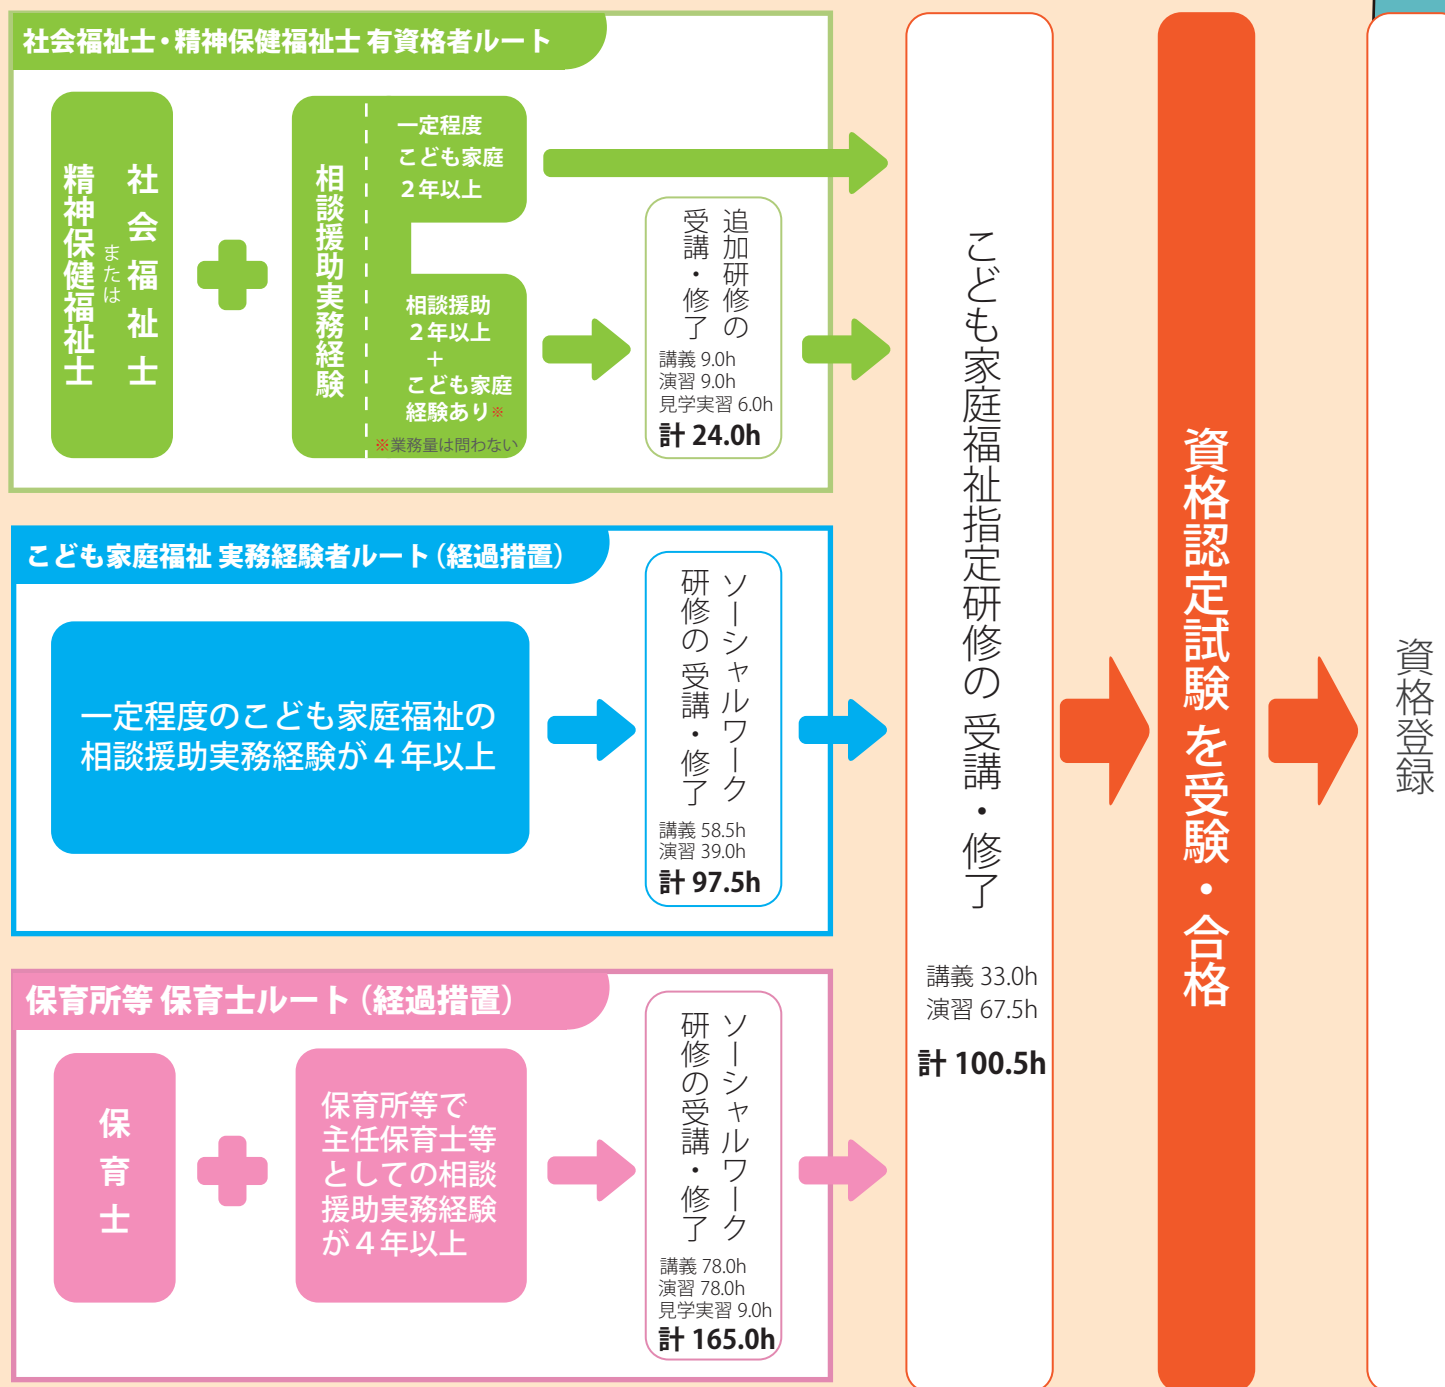 社会福祉士・精神保健福祉士 有資格者ルート
社会福祉士
または
精神保健福祉士
相談援助実務経験
一定程度
こども家庭
２年以上
相談援助
２年以上
＋
こども家庭
経験あり※
※業務量は問わない
追加研修の
受講・修了
講義 9.0h
演習 9.0h
見学実習 6.0h
計 24.0h
こども家庭福祉 実務経験者ルート（経過措置）
一定程度のこども家庭福祉の
相談援助実務経験が４年以上
ソーシャルワーク
研修の 受講・修了
講義 58.5h
演習 39.0h
計 97.5h
保育所等 保育士ルート（経過措置）
保育士
保育所等で
主任保育士等
としての相談
援助実務経験
が４年以上
ソーシャルワーク
研修の受講・修了
講義 78.0h
演習 78.0h
見学実習 9.0h
計 165.0h
こども家庭福祉指定研修の 受講・修了
講義 33.0h
演習 67.5h
計 100.5h
資格認定試験 を受験・合格
資格登録